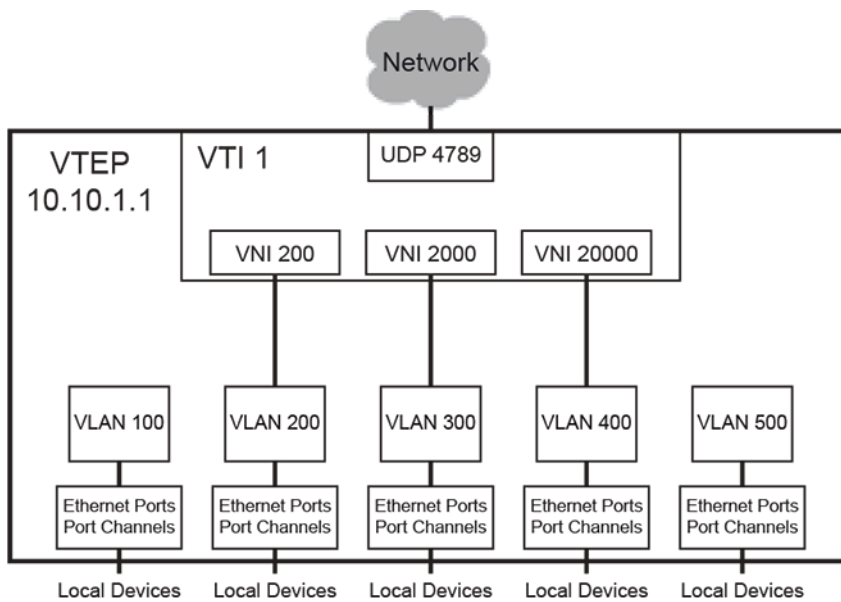 Network
VTEP
10.10.1.1
VTI 1
UDP 4789
VNI 200
VNI 2000
VNI 20000
VLAN 100
VLAN 200
VLAN 300
VLAN 400
VLAN 500
Ethernet Ports
Port Channels
Ethernet Ports
Port Channels
Ethernet Ports
Port Channels
Ethernet Ports
Port Channels
Ethernet Ports
Port Channels
Local Devices
Local Devices
Local Devices
Local Devices
Local Devices